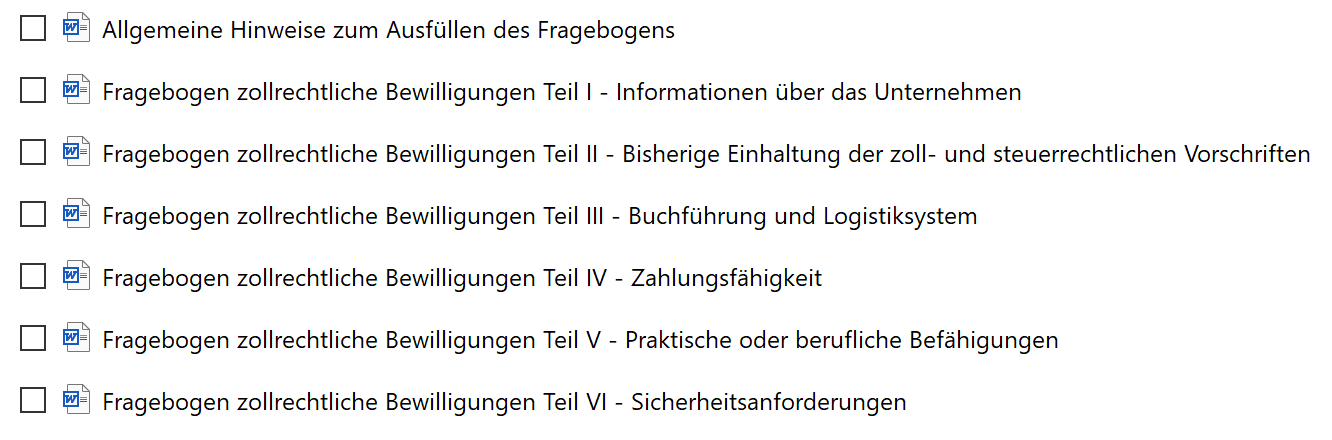 Allgemeine Hinweise zum Ausfüllen des Fragebogens
Fragebogen zollrechtliche Bewilligungen Teil I - Informationen über das Unternehmen
Fragebogen zollrechtliche Bewilligungen Teil II - Bisherige Einhaltung der zoll- und steuerrechtlichen Vorschriften
Fragebogen zollrechtliche Bewilligungen Teil III - Buchführung und Logistiksystem
Fragebogen zollrechtliche Bewilligungen Teil IV - Zahlungsfähigkeit
Fragebogen zollrechtliche Bewilligungen Teil V - Praktische oder berufliche Befähigungen
Fragebogen zollrechtliche Bewilligungen Teil VI - Sicherheitsanforderungen